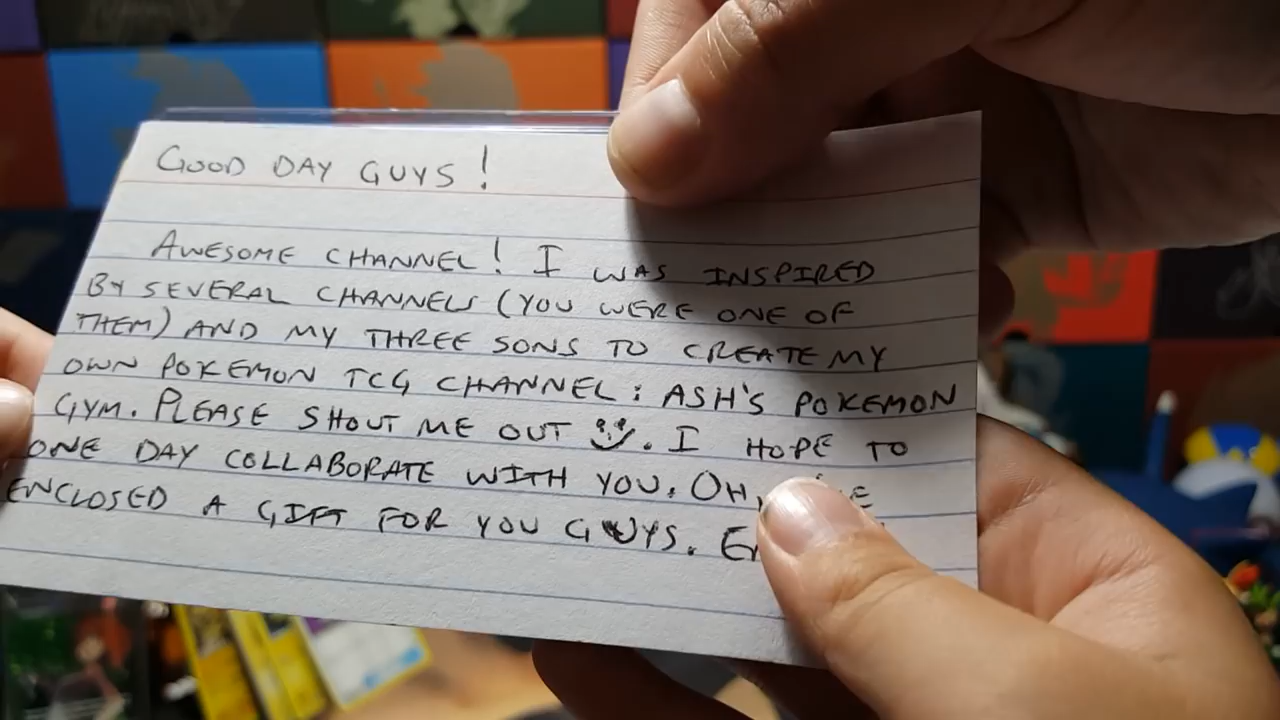 GOOD DAY GUYS!
AWESOME CHANNEL! I WAS INSPIRED
BY SEVERAL CHANNELS (YOU WERE ONE OF
THEM) AND MY THREE SONS TO CREATE MY
OWN POKEMON TCG CHANNEL: ASH'S POKEMON
GYM. PLEASE SHOUT ME OUT. I HOPE TO
ONE DAY COLLABORATE WITH YOU. OH,
ENCLOSED A GIFT FOR YOU GUYS.